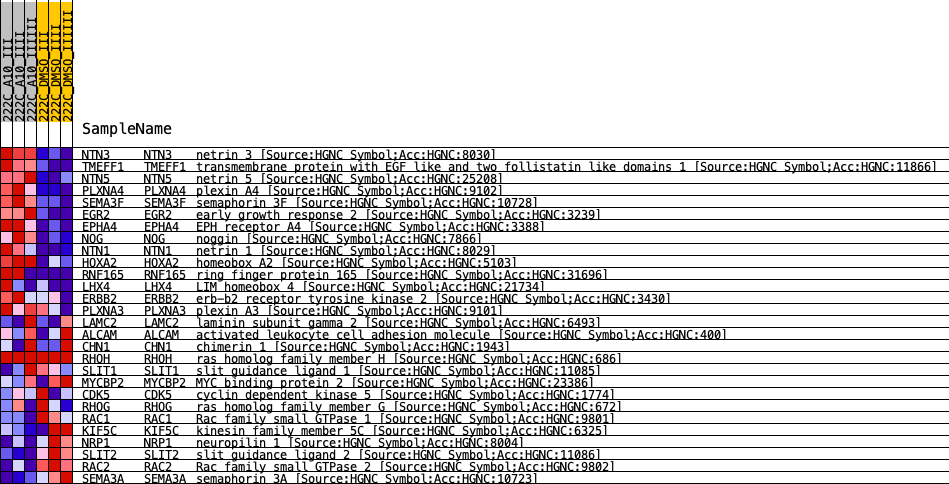 222C_A10_III
222C_A10_IIII
222C_A10_IIIIII
222C_DMSO_III
222C_DMSO_IIII
222C_DMSO_IIIIII
SampleName
NTN3 NTN3 netrin 3 [Source:HGNC Symbol;Acc:HGNC:8030]
TMEFF1 TMEFF1 transmembrane protein with EGF like and two follistatin like domains 1 [Source:HGNC Symbol;Acc:HGNC:11866]
NTN5 NTN5 netrin 5 [Source:HGNC Symbol;Acc:HGNC:25208]
PLXNA4 PLXNA4 plexin A4 [Source:HGNC Symbol;Acc:HGNC:9102]
SEMA3F SEMA3F semaphorin 3F [Source:HGNC Symbol;Acc:HGNC:10728]
EGR2 EGR2 early growth response 2 [Source:HGNC Symbol;Acc:HGNC:3239]
EPHA4 EPHA4 EPH receptor A4 [Source:HGNC Symbol;Acc:HGNC:3388]
NOG NOG noggin [Source:HGNC Symbol;Acc:HGNC:7866]
NTN1 NTN1 netrin 1 [Source:HGNC Symbol;Acc:HGNC:8029]
HOXA2 HOXA2 homeobox A2 [Source:HGNC Symbol;Acc:HGNC:5103]
RNF165 RNF165 ring finger protein 165 [Source:HGNC Symbol;Acc:HGNC:31696]
LHX4 LHX4 LIM homeobox 4 [Source:HGNC Symbol;Acc:HGNC:21734]
ERBB2 ERBB2 erb-b2 receptor tyrosine kinase 2 [Source:HGNC Symbol;Acc:HGNC:3430]
PLXNA3 PLXNA3 plexin A3 [Source:HGNC Symbol;Acc:HGNC:9101]
LAMC2 LAMC2 laminin subunit gamma 2 [Source:HGNC Symbol;Acc:HGNC:6493]
ALCAM ALCAM activated leukocyte cell adhesion molecule [Source:HGNC Symbol;Acc:HGNC:400]
CHN1 CHN1 chimerin 1 [Source:HGNC Symbol;Acc:HGNC:1943]
RHOH RHOH ras homolog family member H [Source:HGNC Symbol;Acc:HGNC:686]
SLIT1 SLIT1 slit guidance ligand 1 [Source:HGNC Symbol;Acc:HGNC:11085]
MYCBP2 MYCBP2 MYC binding protein 2 [Source:HGNC Symbol;Acc:HGNC:23386]
CDK5 CDK5 cyclin dependent kinase 5 [Source:HGNC Symbol;Acc:HGNC:1774]
RHOG RHOG ras homolog family member G [Source:HGNC Symbol;Acc:HGNC:672]
RAC1 RAC1 Rac family small GTPase 1 [Source:HGNC Symbol;Acc:HGNC:9801]
KIF5C KIF5C kinesin family member 5C [Source:HGNC Symbol;Acc:HGNC:6325]
NRP1 NRP1 neuropilin 1 [Source:HGNC Symbol;Acc:HGNC:8004]
SLIT2 SLIT2 slit guidance ligand 2 [Source:HGNC Symbol;Acc:HGNC:11086]
RAC2 RAC2 Rac family small GTPase 2 [Source:HGNC Symbol;Acc:HGNC:9802]
SEMA3A SEMA3A semaphorin 3A [Source:HGNC Symbol;Acc:HGNC:10723]